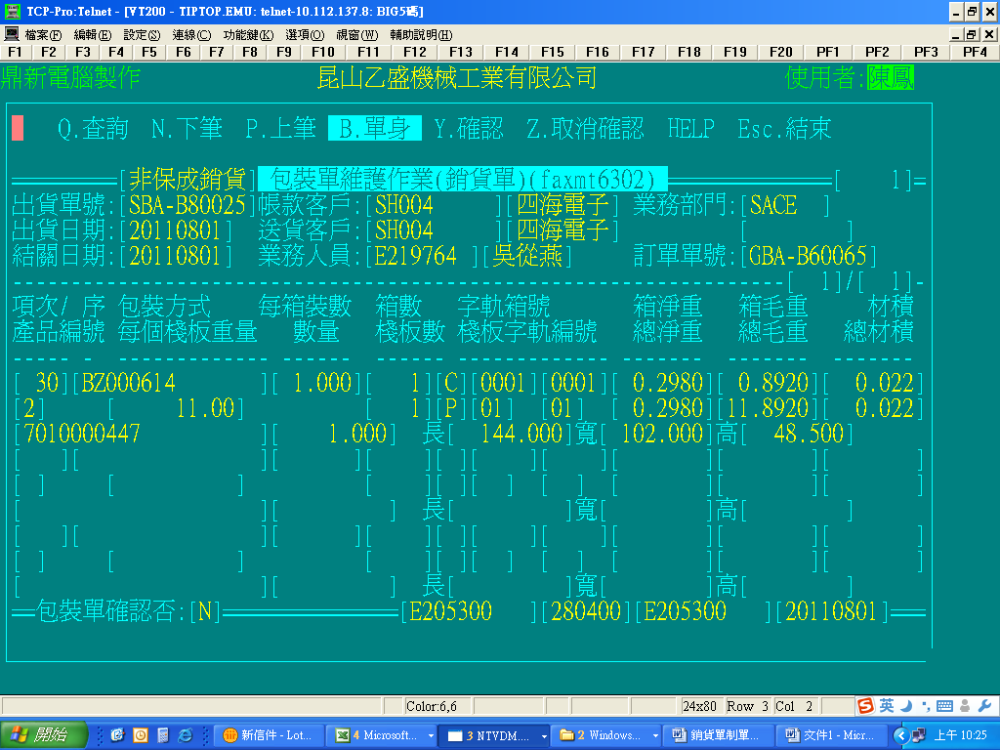 TCP-Pro:Telnet - [VT200 - TIPTOP.EMU: telnet-10.112.137.8: BIG5碼]
檔案(F) 編輯(E) 設定(S) 連線(C) 功能鍵(K) 選項(O) 視窗(W) 輔助說明(H)
F1 F2 F3 F4 F5 F6 F7 F8 F9 F10 F11 F12 F13 F14 F15 F16 F17 F18 F19 F20 PF1 PF2 PF3 PF4
鼎新電腦製作 昆山乙盛機械工業有限公司 使用者:陳鳳
Q.查詢 N.下筆 P.上筆 B.單身 Y.確認 Z.取消確認 HELP Esc.結束
[非保成銷貨] 包裝單維護作業(銷貨單)(faxmt6302) [ 1]=
出貨單號:[SBA-B80025]帳款客戶:[SH004 ][四海電子] 業務部門:[SACE ]
出貨日期:[20110801] 送貨客戶:[SH004 ][四海電子] [ ]
結關日期:[20110801] 業務人員:[E219764 ][吳從燕] 訂單單號:[GBA-B60065]
[ 1]/[ 1]-
項次/ 序 包裝方式 每箱裝數 箱數 字軌箱號 箱淨重 箱毛重 材積
產品編號 每個棧板重量 數量 棧板數 棧板字軌編號 總淨重 總毛重 總材積
[ 30][BZ000614 ][ 1.000][ 1][C][0001][0001][ 0.2980][ 0.8920][ 0.022]
[2] [ 11.00] [ 1][P][01] [01] [ 0.2980][11.8920][ 0.022]
[7010000447 ][ 1.000] 長[ 144.000]寬[ 102.000]高[ 48.500]
[ ][ ][ ][ ][ ][ ][ ][ ][ ][ ]
[ ] [ ] [ ][ ][ ] [ ] [ ][ ][ ]
[ ][ ] 長[ ]寬[ ]高[ ]
[ ][ ][ ][ ][ ][ ][ ][ ][ ][ ]
[ ] [ ] [ ][ ][ ] [ ] [ ][ ][ ]
[ ][ ] 長[ ]寬[ ]高[ ]
包裝單確認否:[N] [E205300 ][280400][E205300 ][20110801]
Color:6,6 24x80 Row 3 Col 2 英
開始 新信件 - Lot... 4 Microsoft... 3 NTVDM.... 2 Windows... 銷貨單制單... 文件1 - Micr... 上午 10:25